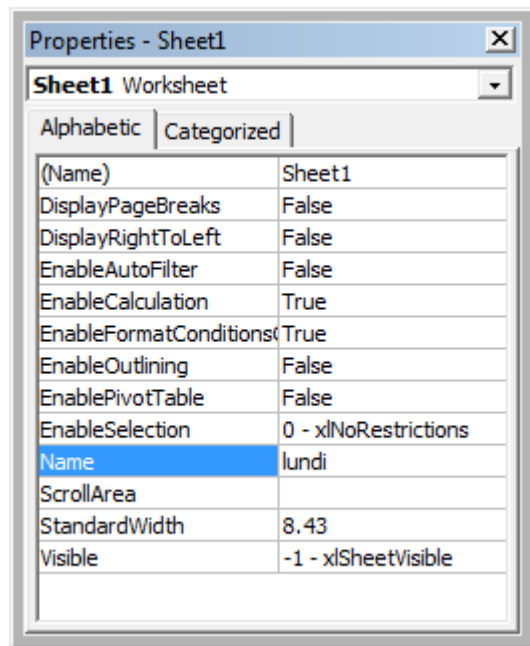 Properties - Sheet1
Sheet1 Worksheet
Alphabetic Categorized
(Name) Sheet1
DisplayPageBreaks False
DisplayRightToLeft False
EnableAutoFilter False
EnableCalculation True
EnableFormatConditionsC True
EnableOutlining False
EnablePivotTable False
EnableSelection 0 - xlNoRestrictions
Name lundi
ScrollArea
StandardWidth 8.43
Visible -1 - xlSheetVisible